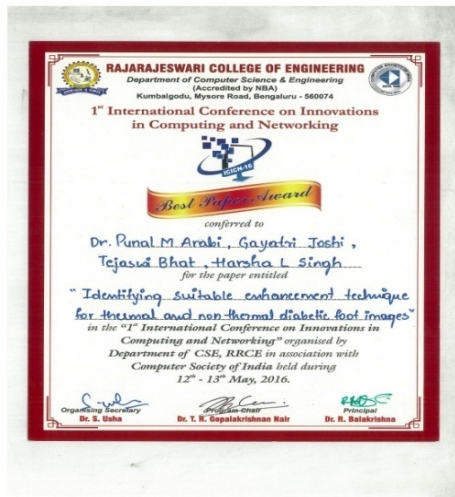 RAJARAJESWARI COLLEGE OF ENGINEERING
Department of Computer Science & Engineering
(Accredited by NBA)
Kumbalgodu, Mysore Road, Bengaluru - 560074
1st International Conference on Innovations
in Computing and Networking
ICICN-16
Best Paper Award
conferred to
Dr. Punal M Arabi, Gayatri Joshi,
Tejaswi Bhat, Harsha L Singh
for the paper entitled
"Identifying suitable enhancement technique
for thermal and non-thermal diabetic foot images"
in the "1st International Conference on Innovations in
Computing and Networking" organised by
Department of CSE, RRCE in association with
Computer Society of India held during
12th - 13th May, 2016.
Organising Secretary
Dr. S. Usha
Program Chair
Dr. T. R. Gopalakrishnan Nair
Principal
Dr. R. Balakrishna